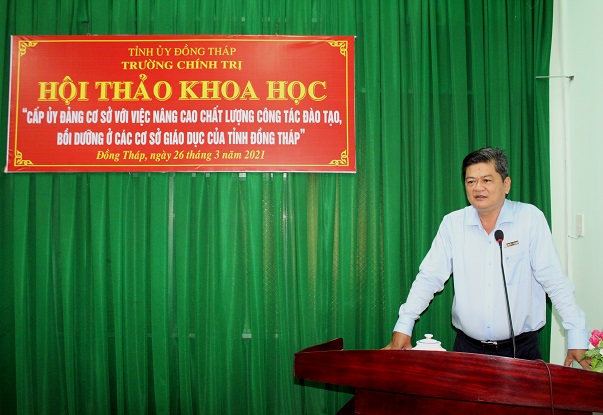 TỈNH ỦY ĐỒNG THÁP
TRƯỜNG CHÍNH TRỊ
HỘI THẢO KHOA HỌC
"CẤP ỦY ĐẢNG CƠ SỞ VỚI VIỆC NÂNG CAO CHẤT LƯỢNG CÔNG TÁC ĐÀO TẠO,
BỒI DƯỠNG Ở CÁC CƠ SỞ GIÁO DỤC CỦA TỈNH ĐỒNG THÁP"
Đồng Tháp, ngày 26 tháng 3 năm 2021